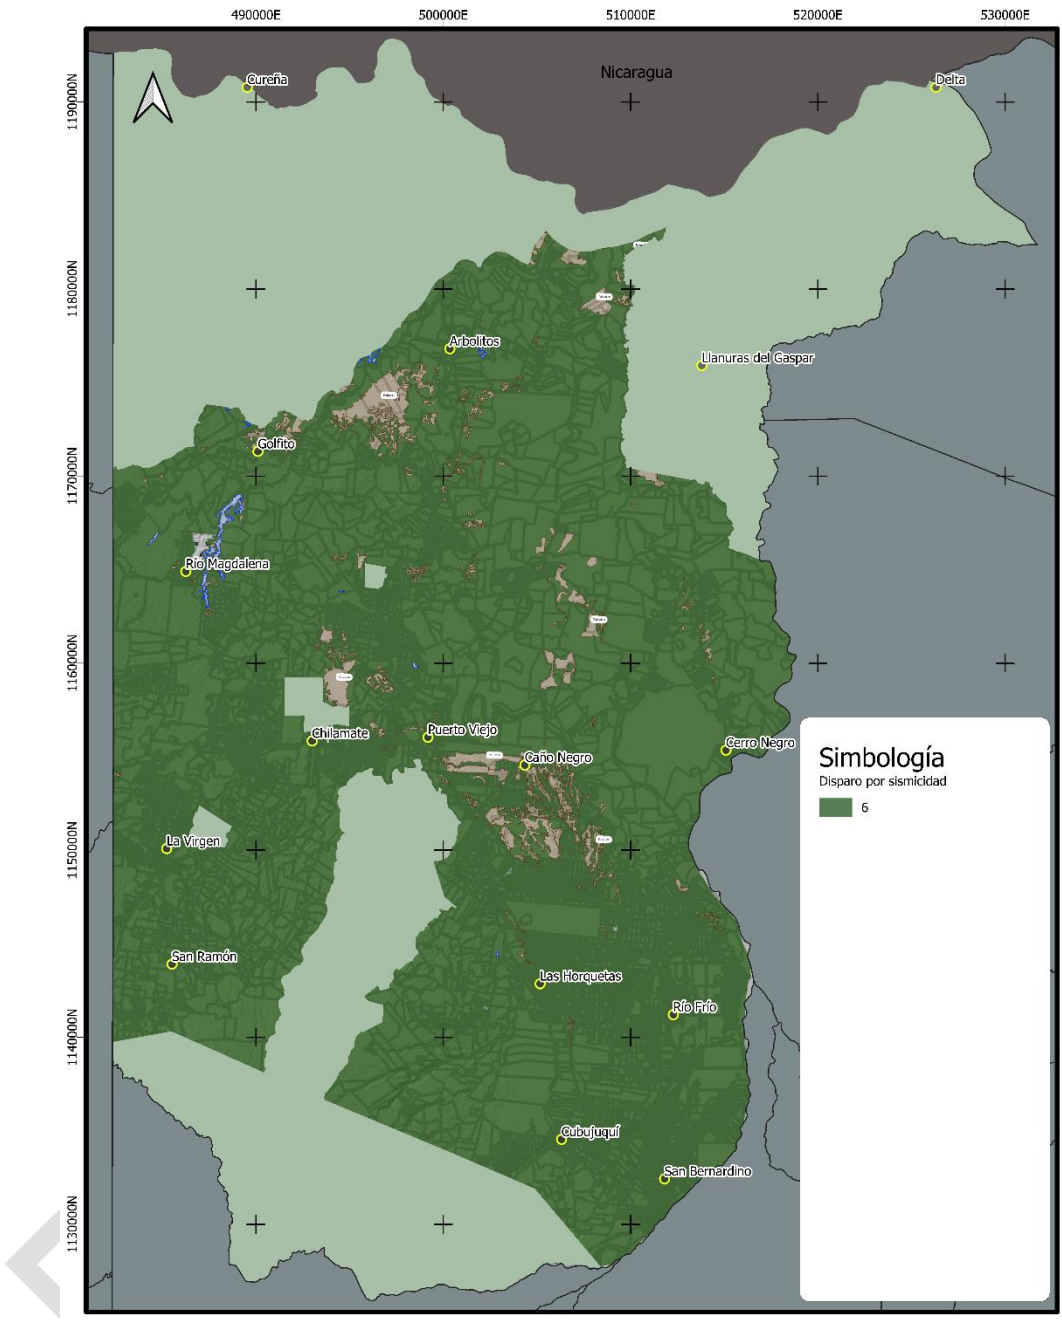 490000E
500000E
510000E
520000E
530000E
1190000N
1180000N
1170000N
1160000N
1150000N
1140000N
1130000N
Nicaragua
Cureña
Delta
Arbolitos
Llanuras del Gaspar
Golfito
Río Magdalena
Chilamate
Puerto Viejo
Caño Negro
Cerro Negro
La Virgen
San Ramón
Las Horquetas
Río Frío
Cubujuquí
San Bernardino
Simbología
Disparo por sismicidad
6